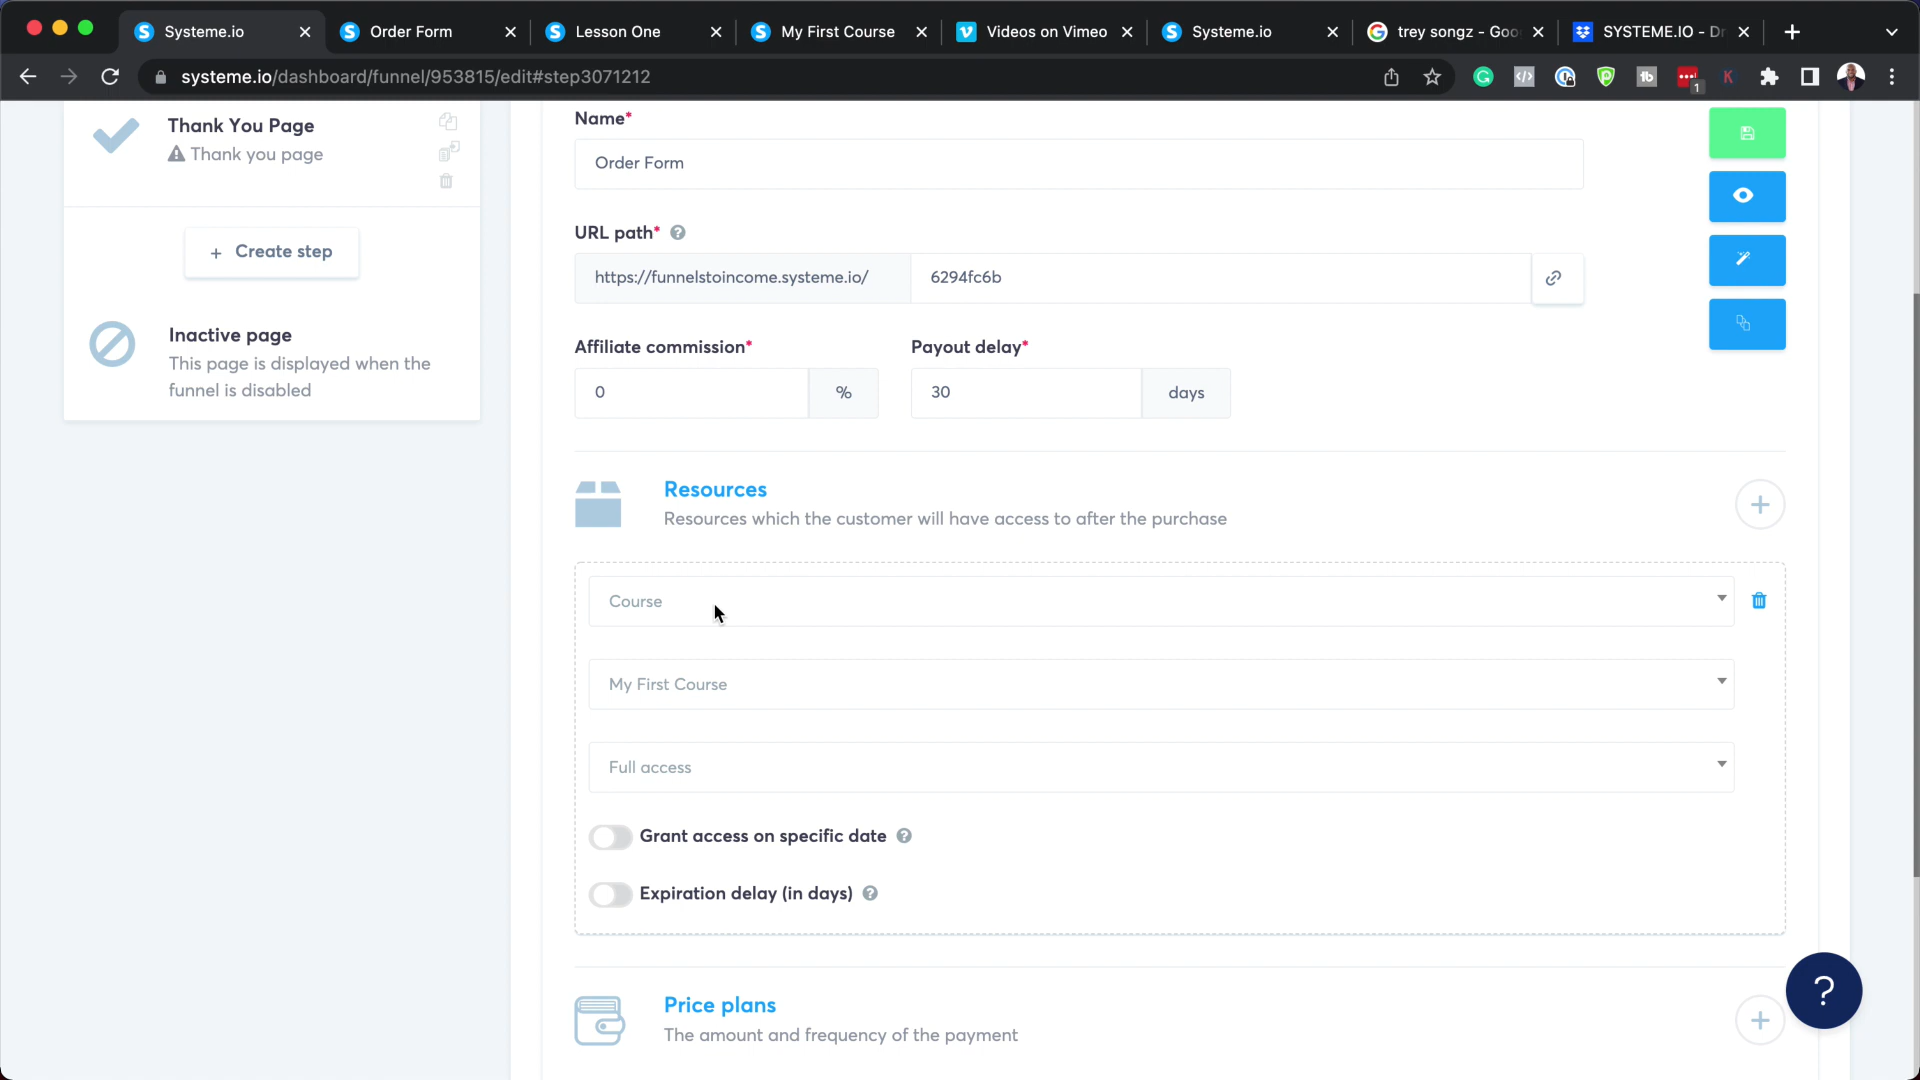 Systeme.io
Order Form
Lesson One
My First Course
Videos on Vimeo
Systeme.io
trey songz - Goo
SYSTEME.IO - Dr
systeme.io/dashboard/funnel/953815/edit#step3071212
1
Thank You Page
Thank you page
+ Create step
Inactive page
This page is displayed when the
funnel is disabled
Name*
Order Form
URL path* ?
https://funnelstoincome.systeme.io/
6294fc6b
Affiliate commission*
Payout delay*
0
%
30
days
Resources
Resources which the customer will have access to after the purchase
Course
My First Course
Full access
Grant access on specific date ?
Expiration delay (in days) ?
Price plans
The amount and frequency of the payment
?